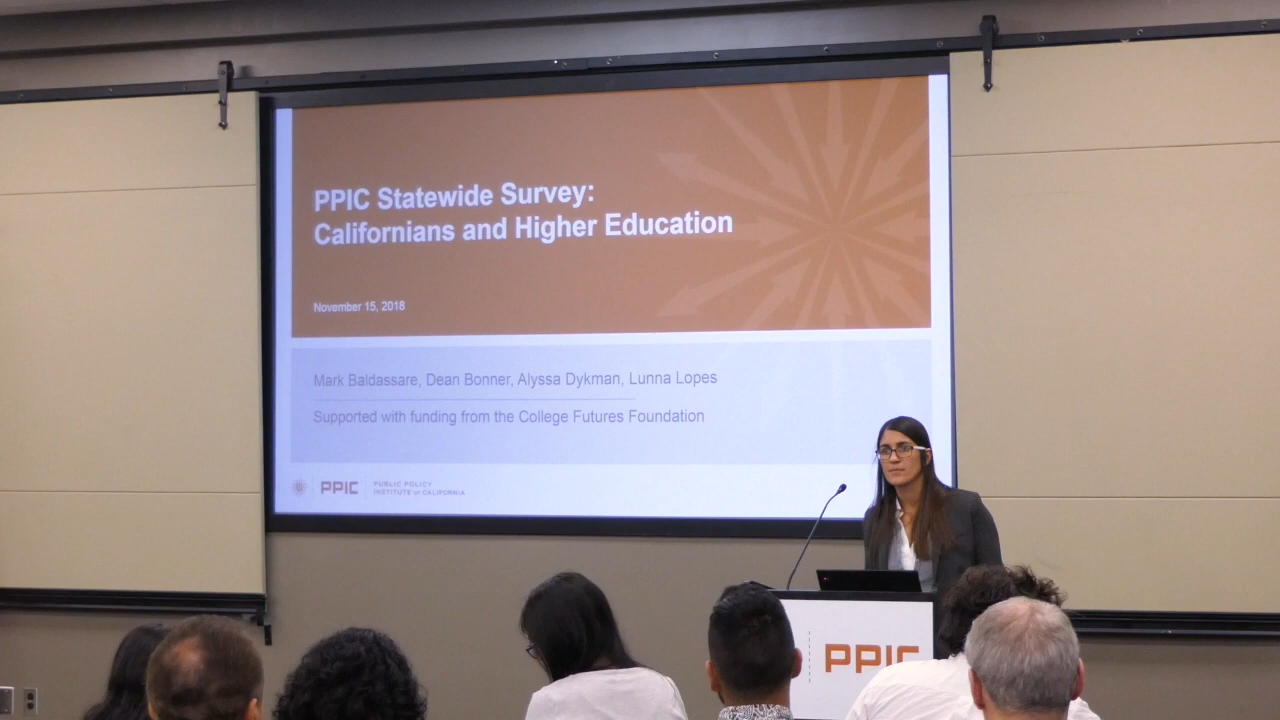 PPIC Statewide Survey:
Californians and Higher Education
November 15, 2018
Mark Baldassare, Dean Bonner, Alyssa Dykman, Lunna Lopes
Supported with funding from the College Futures Foundation
PPIC
PUBLIC POLICY
INSTITUTE OF CALIFORNIA
PPIC